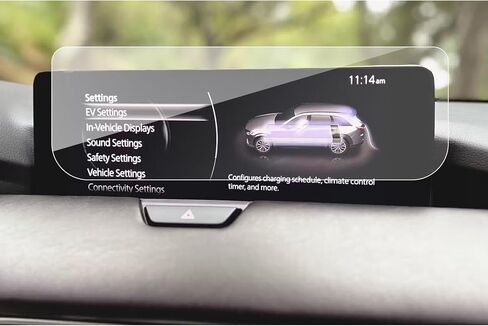 11:14am
Settings
EV Settings
In-Vehicle Displays
Sound Settings
Safety Settings
Vehicle Settings
Connectivity Settings
Configures charging schedule, climate control
timer, and more.